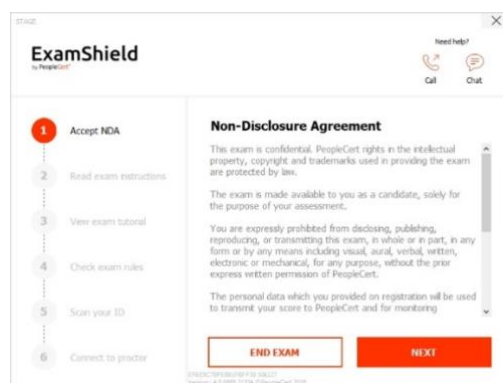 STAGE
ExamShield
by PeopleCert
Need help?
Call
Chat
1 Accept NDA
2 Read exam instructions
3 View exam tutorial
4 Check exam rules
5 Scan your ID
6 Connect to proctor
Non-Disclosure Agreement
This exam is confidential. PeopleCert rights in the intellectual
property, copyright and trademarks used in providing the exam
are protected by law.
The exam is made available to you as a candidate, solely for
the purpose of your assessment.
You are expressly prohibited from disclosing, publishing,
reproducing, or transmitting this exam, in whole or in part, in any
form or by any means including visual, aural, verbal, written,
electronic or mechanical, for any purpose, without the prior
express written permission of PeopleCert.
The personal data which you provided on registration will be used
to transmit your score to PeopleCert and for monitoring
END EXAM
NEXT